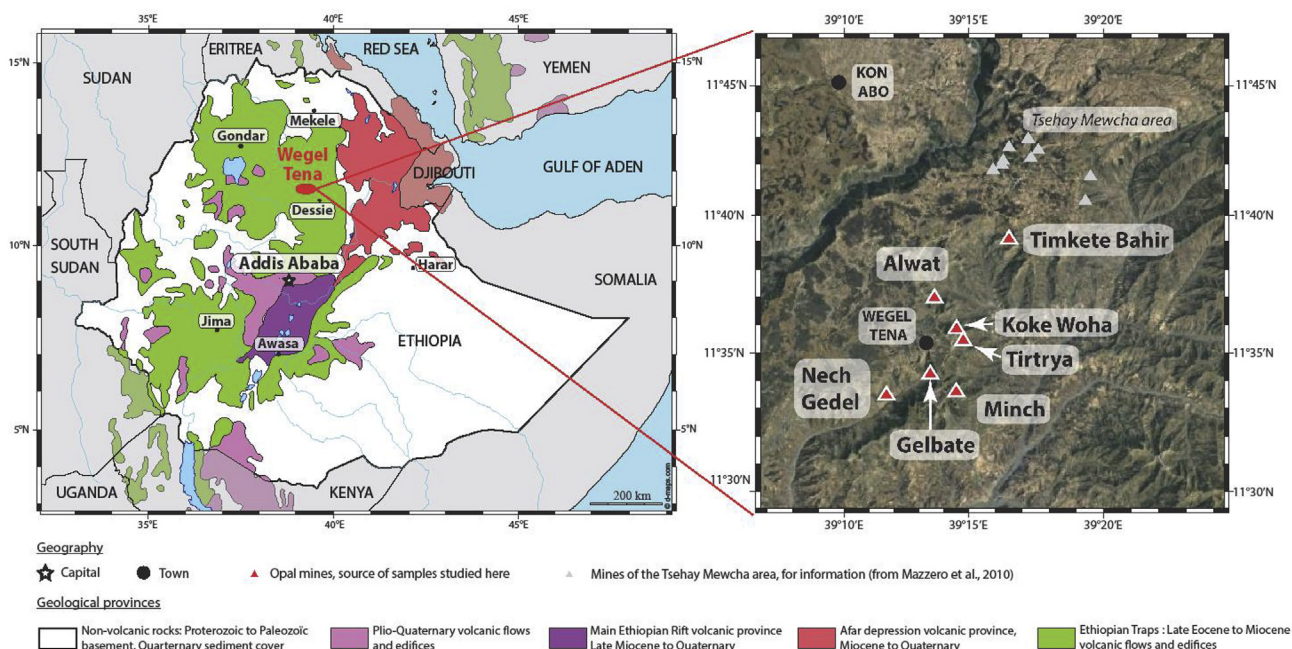 35°E
40°E
45°E
15°N
10°N
5°N
ERITREA
RED SEA
SUDAN
YEMEN
Mekele
Gondar
Wegel
Tena
GULF OF ADEN
DJIBOUTI
Dessie
SOUTH
SUDAN
Addis Ababa
Harar
SOMALIA
Jima
ETHIOPIA
Awasa
UGANDA
KENYA
200 km
© d-maps.com
35°E
40°E
45°E
39°10'E
39°15'E
39°20'E
11°45'N
11°40'N
11°35'N
11°30'N
KON
ABO
Tsehay Mewcha area
Timkete Bahir
Alwat
WEGEL
TENA
Koke Woha
Tirtrya
Nech
Gedel
Minch
Gelbate
11°45'N
11°40'N
11°35'N
11°30'N
39°10'E
39°15'E
39°20'E
Geography
Capital
Town
Opal mines, source of samples studied here
Mines of the Tsehay Mewcha area, for information (from Mazzero et al., 2010)
Geological provinces
Non-volcanic rocks: Proterozoic to Paleozoïc
basement, Quarternary sediment cover
Plio-Quaternary volcanic flows
and edifices
Main Ethiopian Rift volcanic province
Late Miocene to Quaternary
Afar depression volcanic province,
Miocene to Quaternary
Ethiopian Traps : Late Eocene to Miocene
volcanic flows and edifices